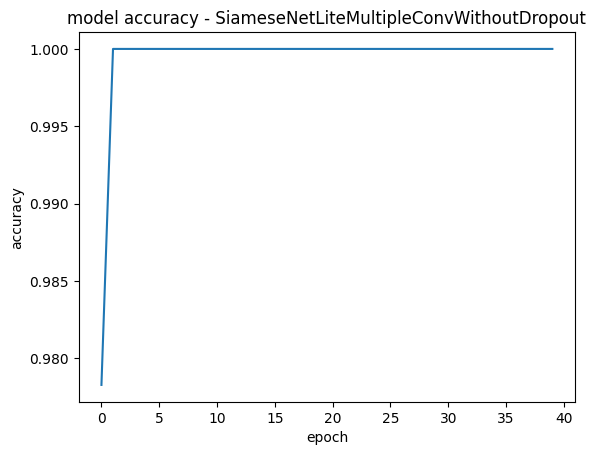 model accuracy - SiameseNetLiteMultipleConvWithoutDropout
1.000
0.995
0.990
0.985
0.980
accuracy
0 5 10 15 20 25 30 35 40
epoch